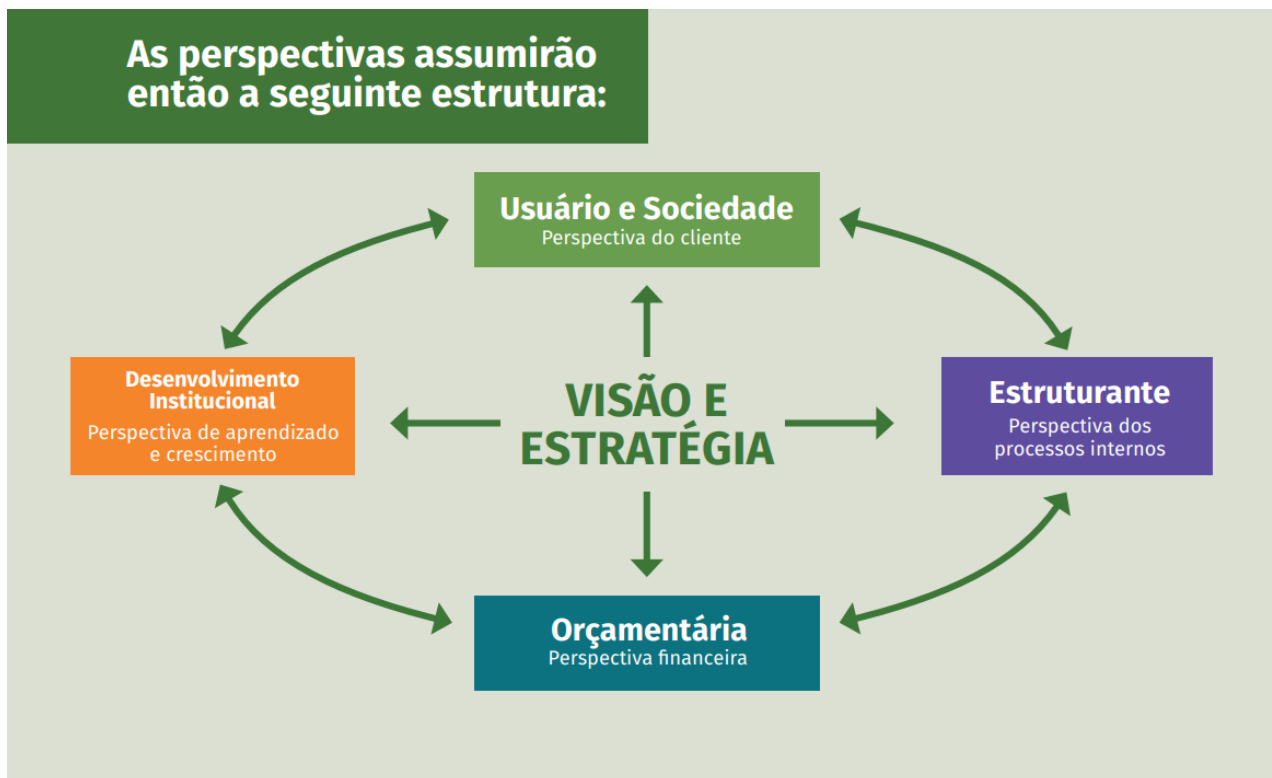 As perspectivas assumirão
então a seguinte estrutura:
Usuário e Sociedade
Perspectiva do cliente
Desenvolvimento
Institucional
Perspectiva de aprendizado
e crescimento
VISÃO E
ESTRATÉGIA
Estruturante
Perspectiva dos
processos internos
Orçamentária
Perspectiva financeira